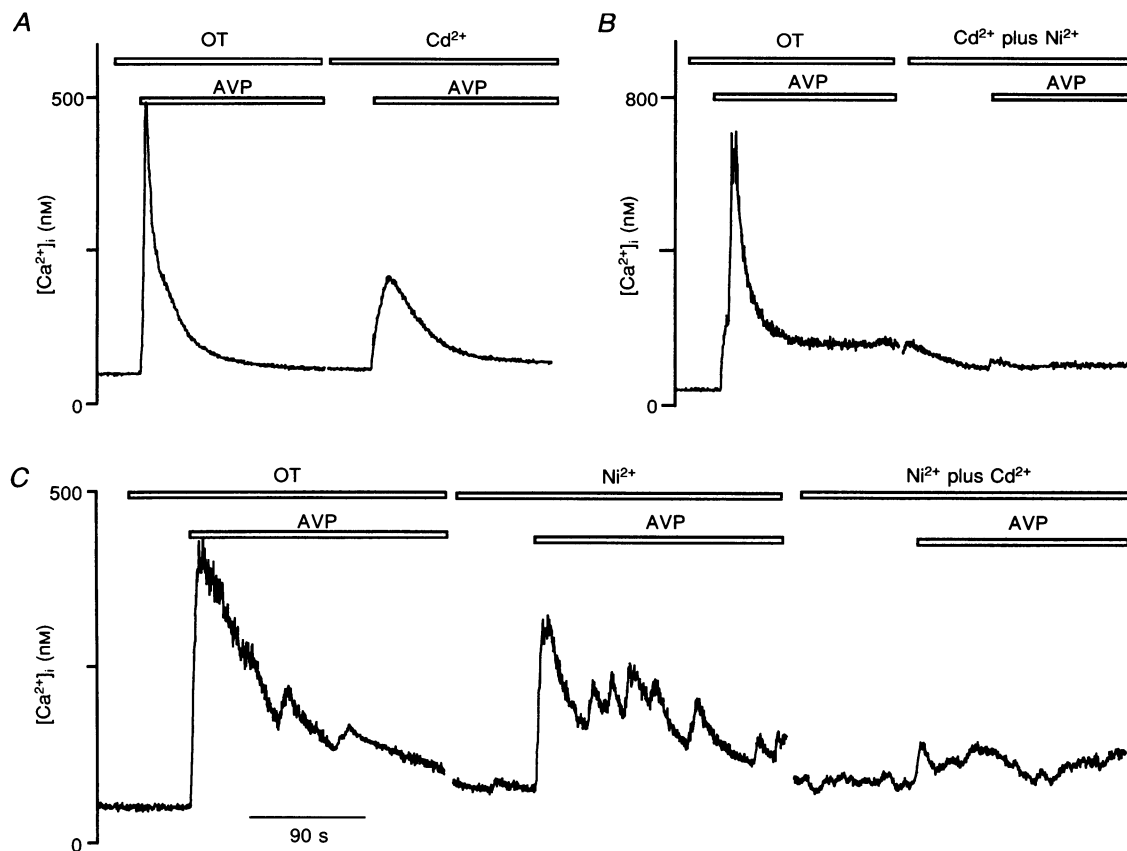 A
OT
Cd²⁺
AVP
AVP
500
[Ca²⁺]ᵢ (nM)
0
B
OT
Cd²⁺ plus Ni²⁺
AVP
AVP
800
[Ca²⁺]ᵢ (nM)
0
C
OT
Ni²⁺
Ni²⁺ plus Cd²⁺
AVP
AVP
AVP
500
[Ca²⁺]ᵢ (nM)
0
90 s